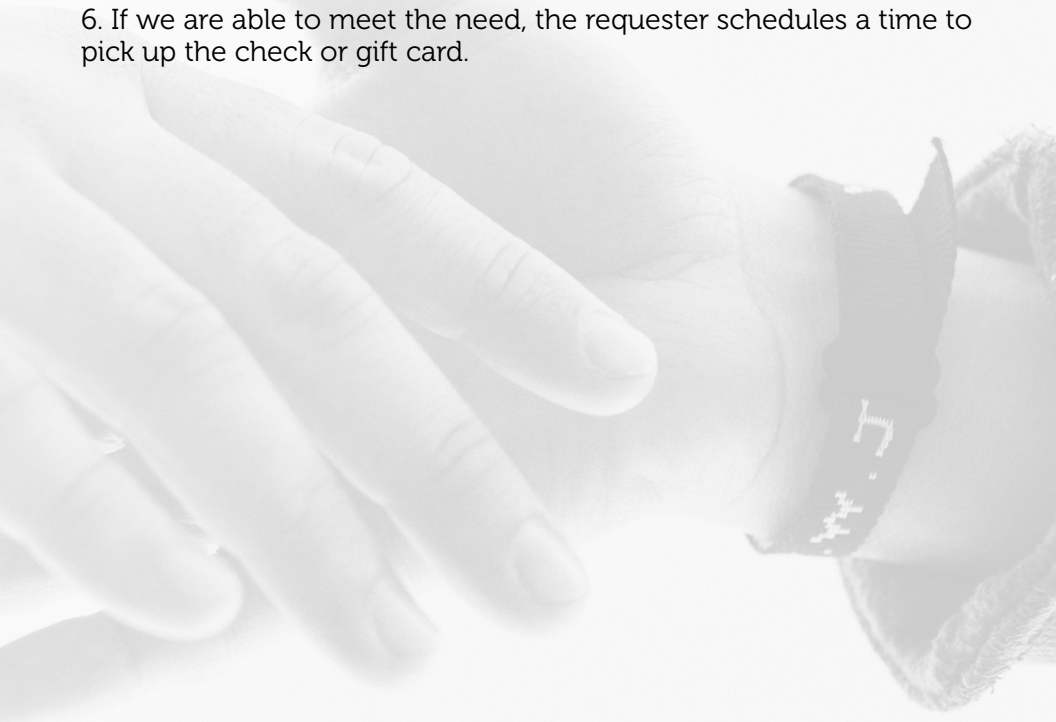 6. If we are able to meet the need, the requester schedules a time to
pick up the check or gift card.